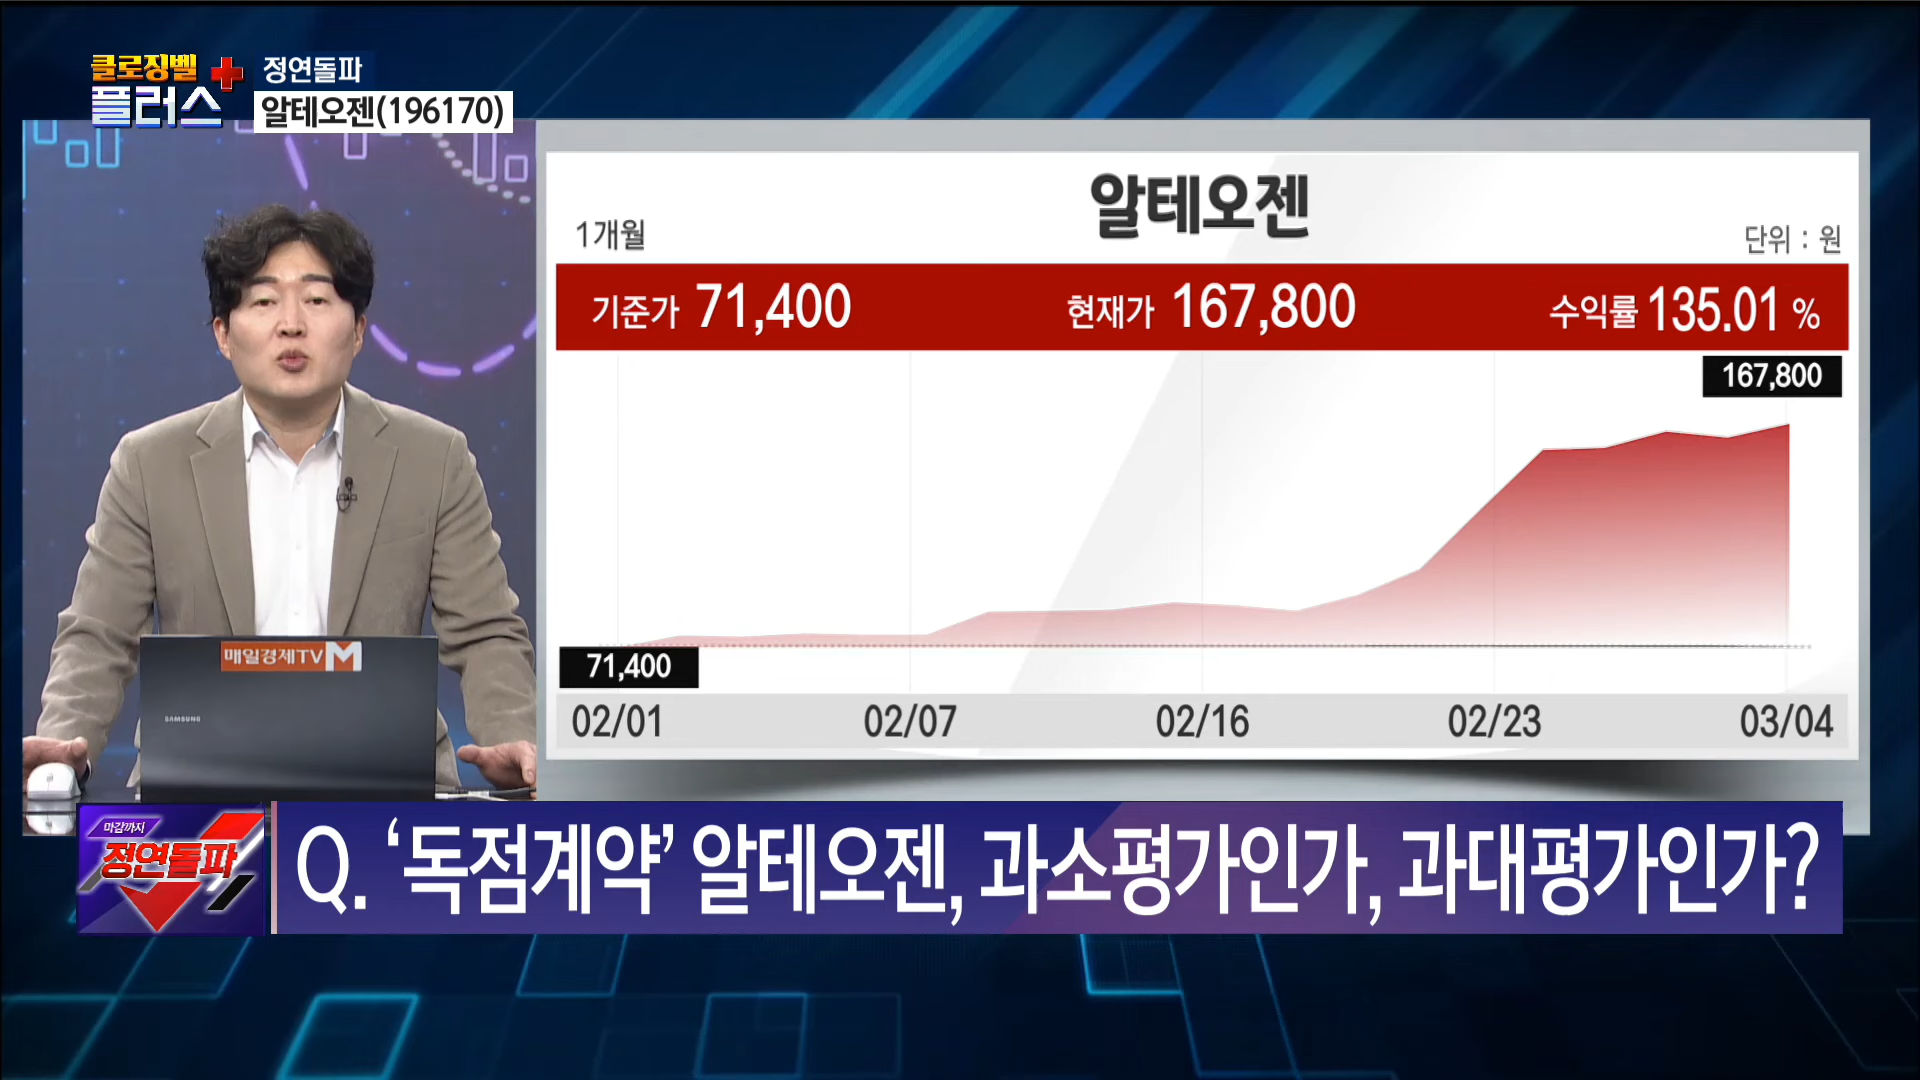 클로징벨
플러스
정연돌파
알테오젠(196170)
알테오젠
1개월
단위 : 원
기준가 71,400 현재가 167,800 수익률 135.01 %
167,800
71,400
02/01 02/07 02/16 02/23 03/04
매일경제TV M
SAMSUNG
마감까지
정연돌파
Q. ‘독점계약’ 알테오젠, 과소평가인가, 과대평가인가?